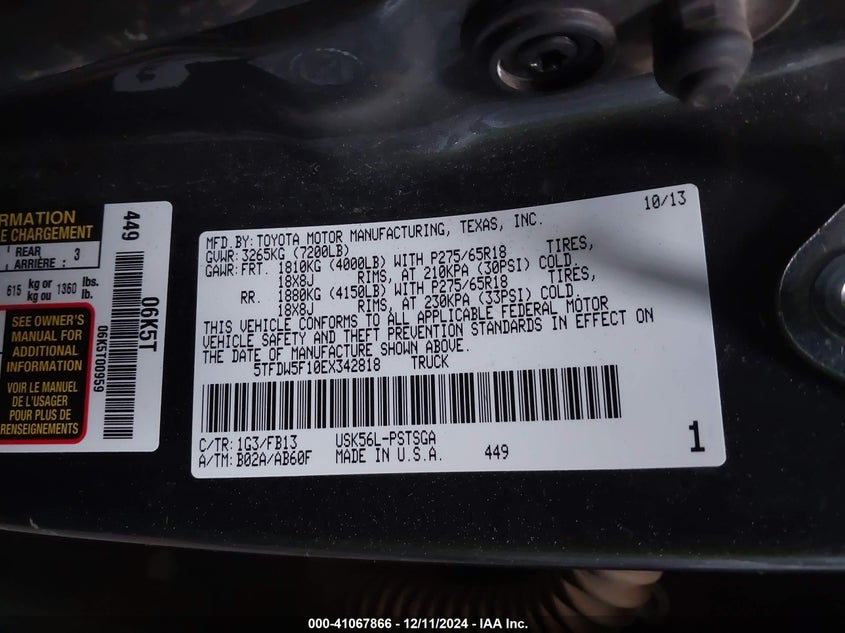 RMATION
E CHARGEMENT
REAR
ARRIÈRE : 3
615 kg or kg ou 1360 lbs. lb.
SEE OWNER'S
MANUAL FOR
ADDITIONAL
INFORMATION
VOIR LE MANUEL
DE L'USAGER
POUR PLUS DE
RENSEIGNEMENTS
449
06K5T
06K5T00959
10/13
MFD. BY: TOYOTA MOTOR MANUFACTURING, TEXAS, INC.
GVWR: 3265KG (7200LB)
GAWR: FRT. 1810KG (4000LB) WITH P275/65R18 TIRES,
18X8J RIMS, AT 210KPA (30PSI) COLD.
RR. 1880KG (4150LB) WITH P275/65R18 TIRES,
18X8J RIMS, AT 230KPA (33PSI) COLD.
THIS VEHICLE CONFORMS TO ALL APPLICABLE FEDERAL MOTOR
VEHICLE SAFETY AND THEFT PREVENTION STANDARDS IN EFFECT ON
THE DATE OF MANUFACTURE SHOWN ABOVE.
5TFDW5F10EX342818 TRUCK
C/TR: 1G3/FB13 USK56L-PSTSGA
A/TM: B02A/AB60F MADE IN U.S.A. 449
1
000-41067866 - 12/11/2024 - IAA Inc.